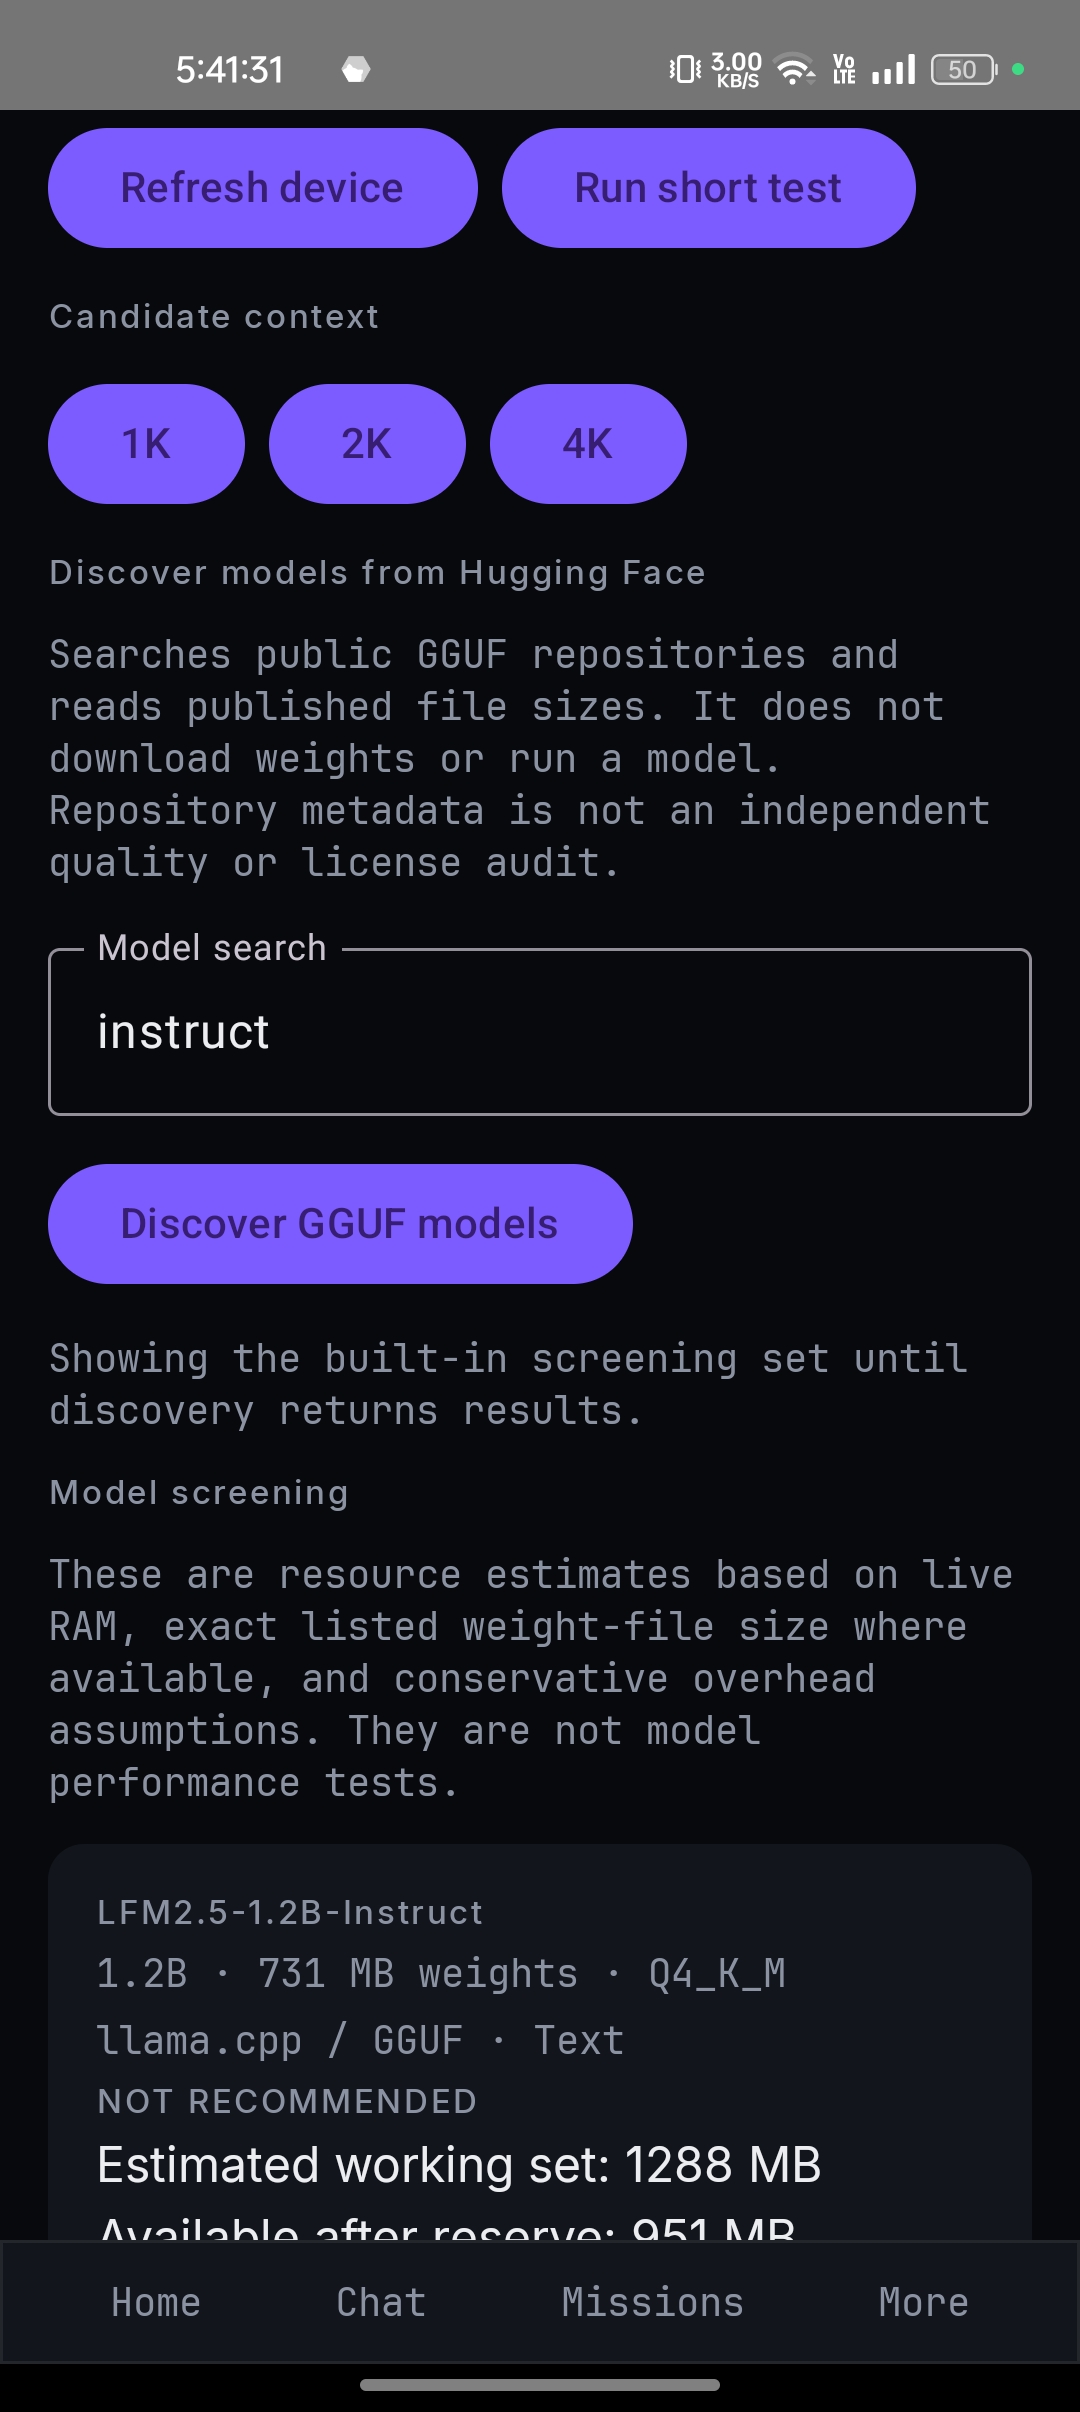 5:41:31
3.00
KB/S
Vo
LTE
50
Refresh device
Run short test
Candidate context
1K
2K
4K
Discover models from Hugging Face
Searches public GGUF repositories and
reads published file sizes. It does not
download weights or run a model.
Repository metadata is not an independent
quality or license audit.
Model search
instruct
Discover GGUF models
Showing the built-in screening set until
discovery returns results.
Model screening
These are resource estimates based on live
RAM, exact listed weight-file size where
available, and conservative overhead
assumptions. They are not model
performance tests.
LFM2.5-1.2B-Instruct
1.2B · 731 MB weights · Q4_K_M
llama.cpp / GGUF · Text
NOT RECOMMENDED
Estimated working set: 1288 MB
Available after reserve: 951 MB
Home
Chat
Missions
More